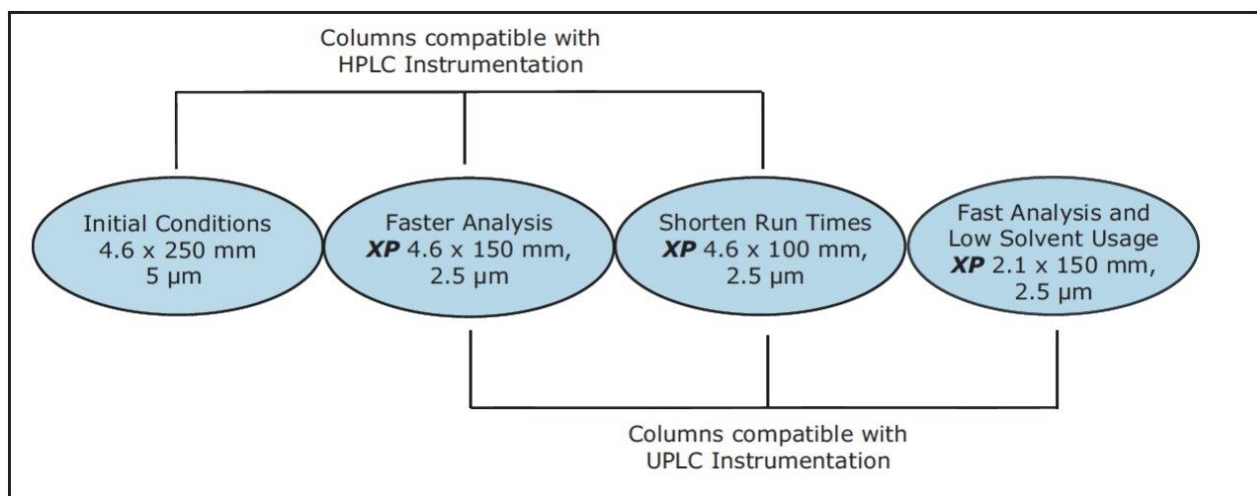 Columns compatible with
HPLC Instrumentation
Initial Conditions
4.6 x 250 mm
5 µm
Faster Analysis
XP 4.6 x 150 mm,
2.5 µm
Shorten Run Times
XP 4.6 x 100 mm,
2.5 µm
Fast Analysis and
Low Solvent Usage
XP 2.1 x 150 mm,
2.5 µm
Columns compatible with
UPLC Instrumentation